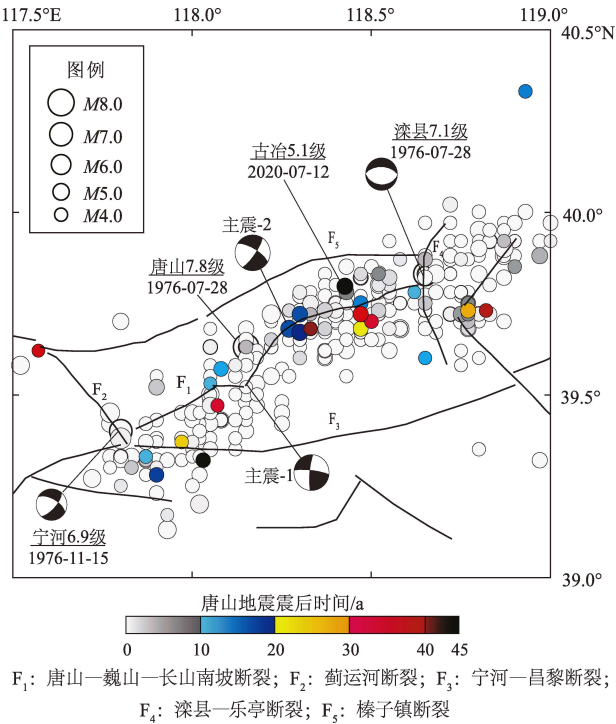 117.5°E 118.0° 118.5° 119.0°
40.5°N
图例
M8.0
M7.0
M6.0
M5.0
M4.0
滦县7.1级
1976-07-28
古冶5.1级
2020-07-12
40.0°
主震-2
F5
F4
唐山7.8级
1976-07-28
F2
F1
39.5°
F3
主震-1
宁河6.9级
1976-11-15
39.0°
唐山地震震后时间/a
0 10 20 30 40 45
F1：唐山—巍山—长山南坡断裂；F2：蓟运河断裂；F3：宁河—昌黎断裂；
F4：滦县—乐亭断裂；F5：榛子镇断裂